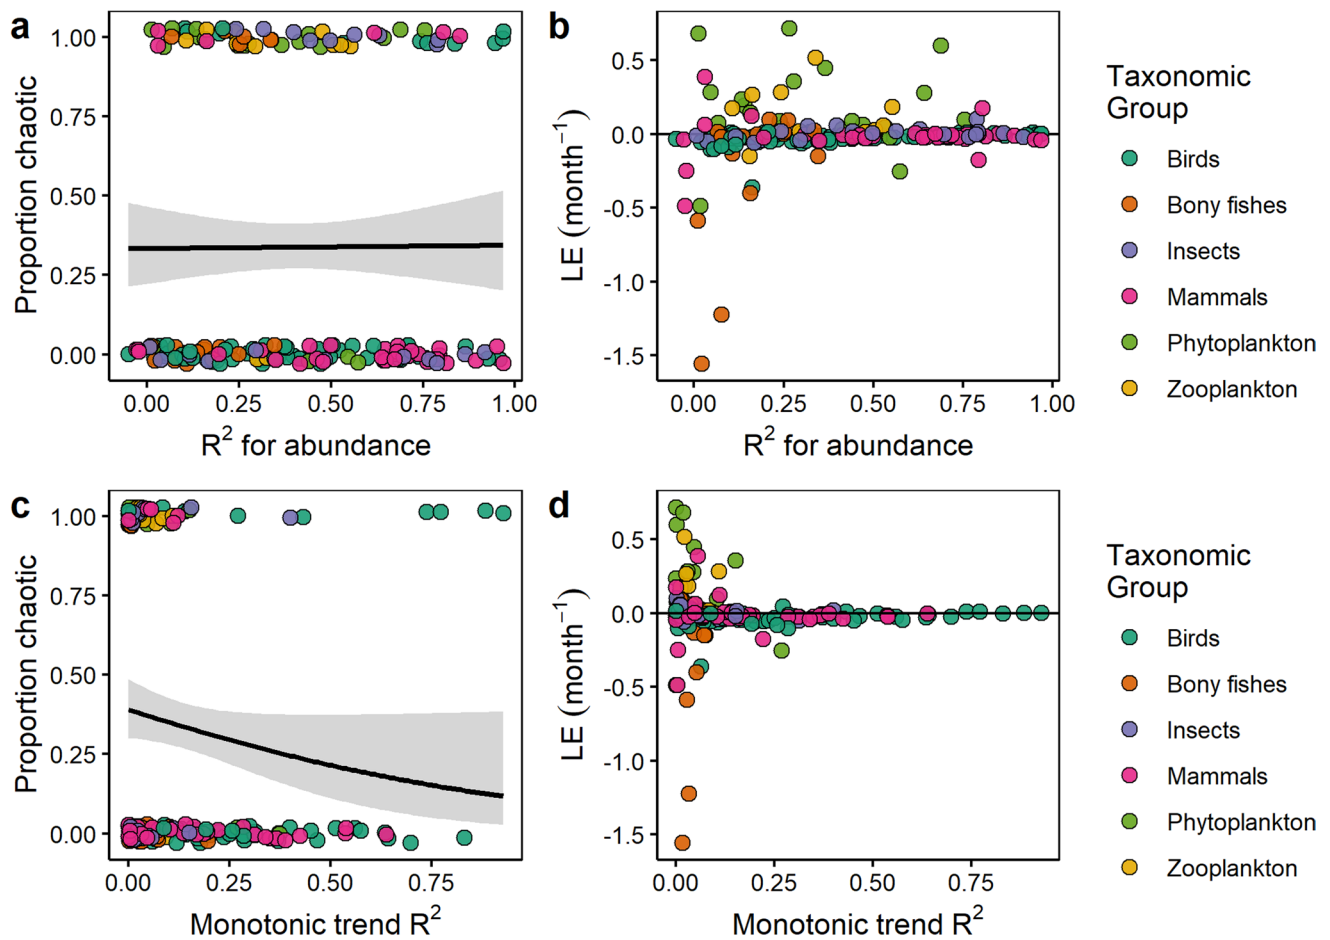 a
Proportion chaotic
1.00
0.75
0.50
0.25
0.00
0.00 0.25 0.50 0.75 1.00
R² for abundance
b
LE (month⁻¹)
0.5
0.0
-0.5
-1.0
-1.5
0.00 0.25 0.50 0.75 1.00
R² for abundance
Taxonomic
Group
Birds
Bony fishes
Insects
Mammals
Phytoplankton
Zooplankton
c
Proportion chaotic
1.00
0.75
0.50
0.25
0.00
0.00 0.25 0.50 0.75
Monotonic trend R²
d
LE (month⁻¹)
0.5
0.0
-0.5
-1.0
-1.5
0.00 0.25 0.50 0.75
Monotonic trend R²
Taxonomic
Group
Birds
Bony fishes
Insects
Mammals
Phytoplankton
Zooplankton